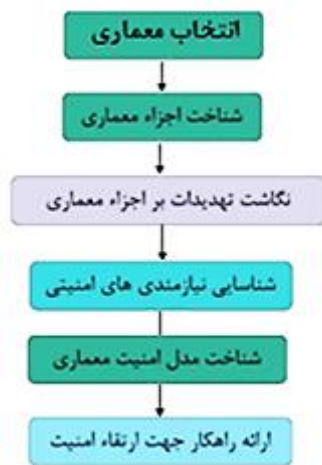 انتخاب معماری
شناخت اجزاء معماری
نگاشت تهدیدات بر اجزاء معماری
شناسایی نیازمندی های امنیتی
شناخت مدل امنیت معماری
ارائه راهکار جهت ارتقاء امنیت